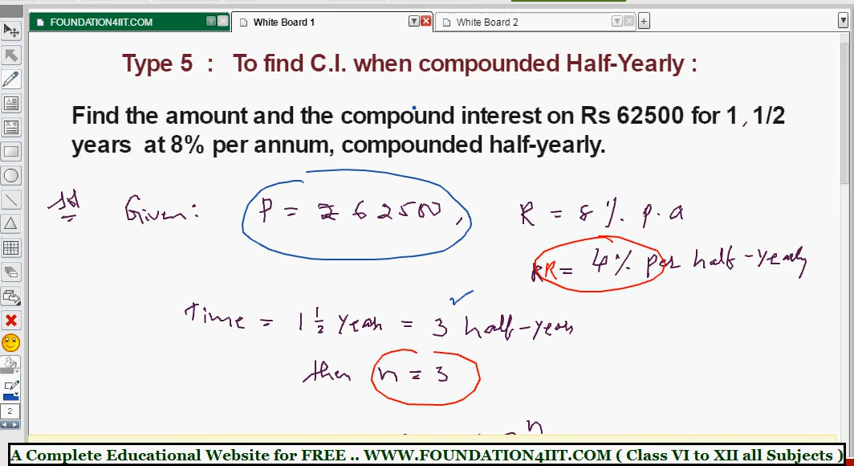 FOUNDATION4IIT.COM White Board 1 White Board 2
Type 5 : To find C.I. when compounded Half-Yearly :
Find the amount and the compound interest on Rs 62500 for 1 , 1/2
years at 8% per annum, compounded half-yearly.
Given: P = ₹ 62500, R = 8 % p.a
R = 4 % per half-yearly
Time = 1 1/2 year = 3 half-years
then n = 3
n
2
A Complete Educational Website for FREE .. WWW.FOUNDATION4IIT.COM ( Class VI to XII all Subjects )